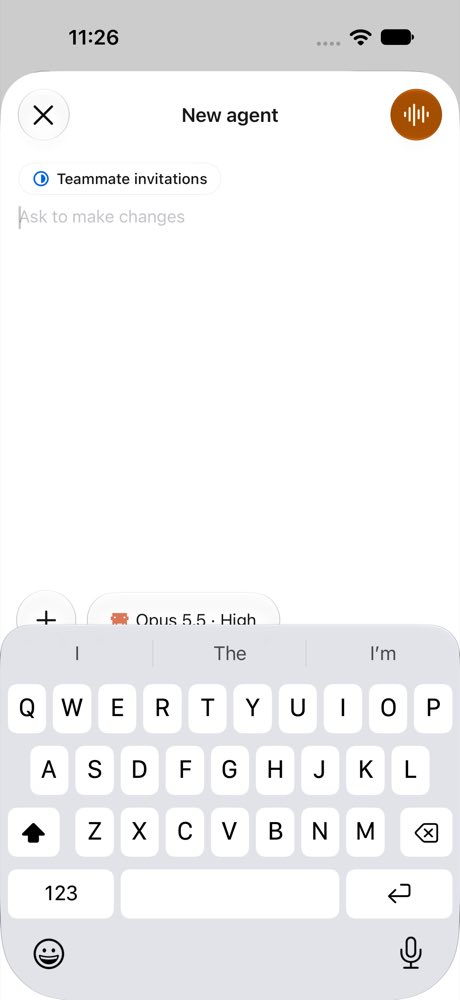 11:26
New agent
Teammate invitations
Ask to make changes
Opus 5.5 · High
I The I'm
Q W E R T Y U I O P
A S D F G H J K L
Z X C V B N M
123